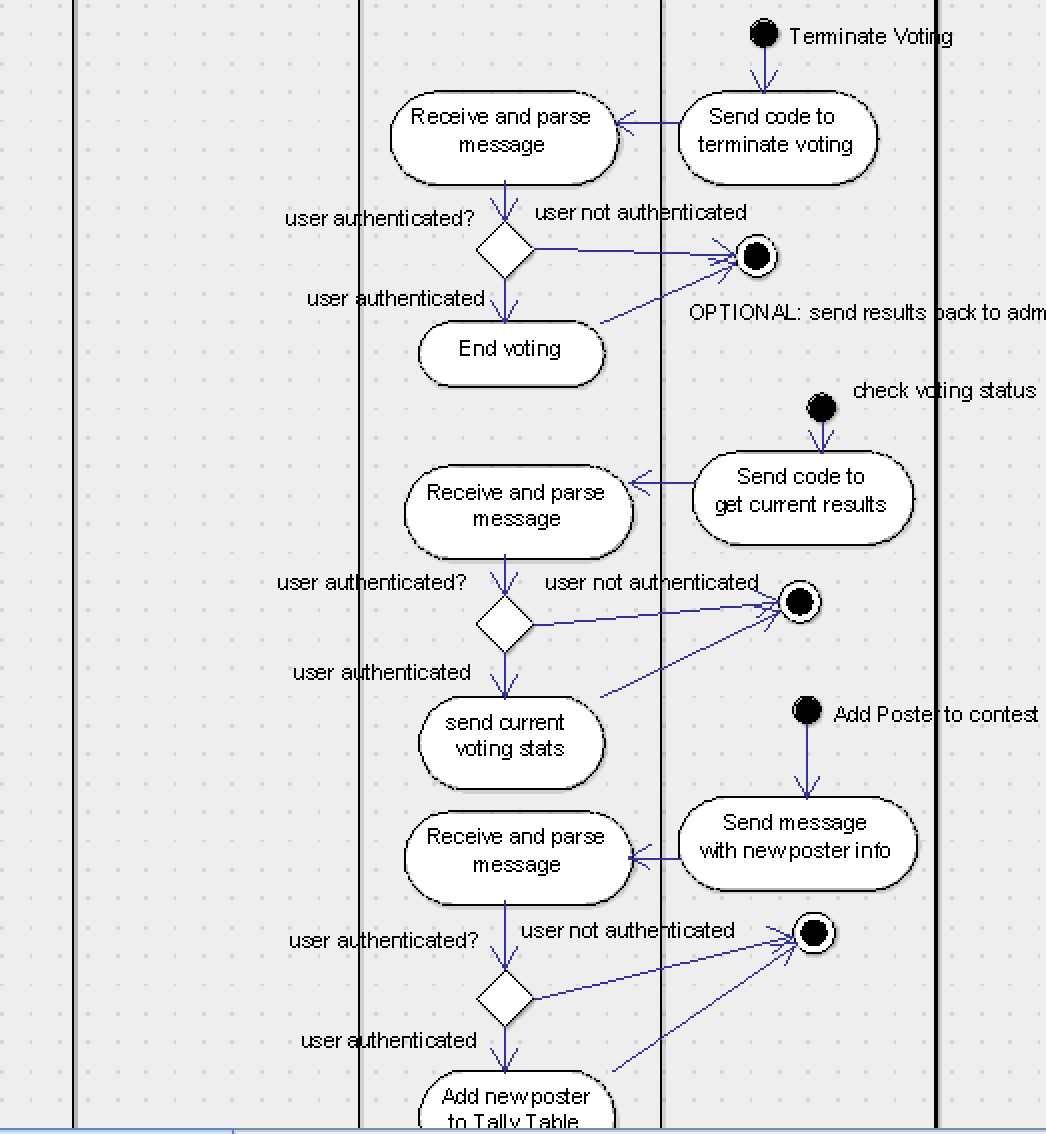 Terminate Voting
Receive and parse
message
Send code to
terminate voting
user authenticated?
user not authenticated
user authenticated
OPTIONAL: send results back to adm
End voting
check voting status
Receive and parse
message
Send code to
get current results
user authenticated?
user not authenticated
user authenticated
send current
voting stats
Add Poster to contest
Receive and parse
message
Send message
with new poster info
user authenticated?
user not authenticated
user authenticated
Add new poster
to Tally Table